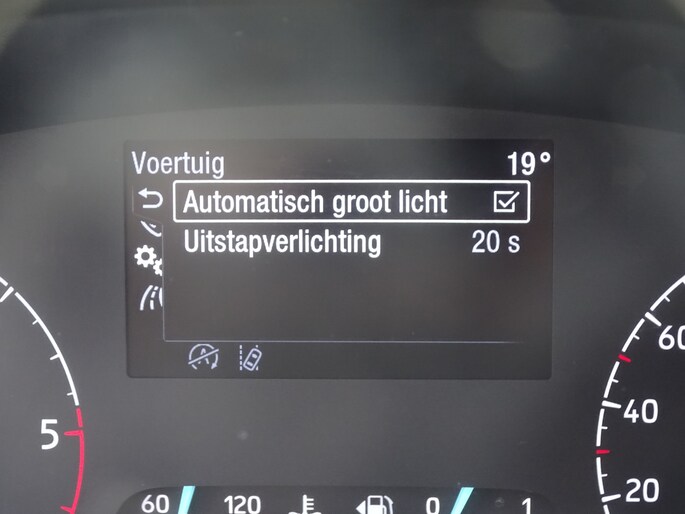 Voertuig 19°
Automatisch groot licht
Uitstapverlichting 20 s
A
5
60
40
20
60 120 0 1